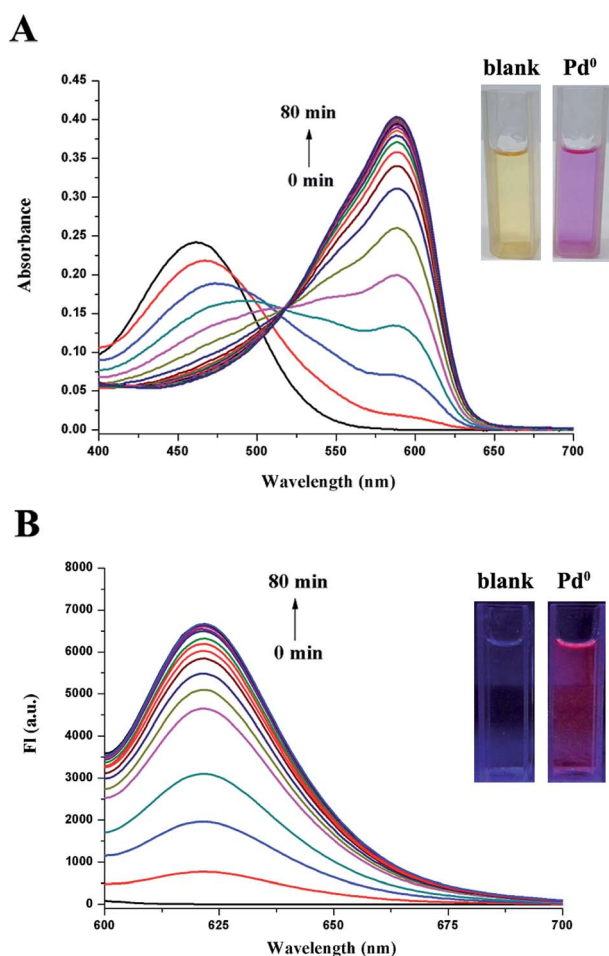 A
blank Pd⁰
80 min
0 min
0.45
0.40
0.35
0.30
0.25
0.20
0.15
0.10
0.05
0.00
Absorbance
400 450 500 550 600 650 700
Wavelength (nm)
B
blank Pd⁰
80 min
0 min
8000
7000
6000
5000
4000
3000
2000
1000
0
FI (a.u.)
600 625 650 675 700
Wavelength (nm)